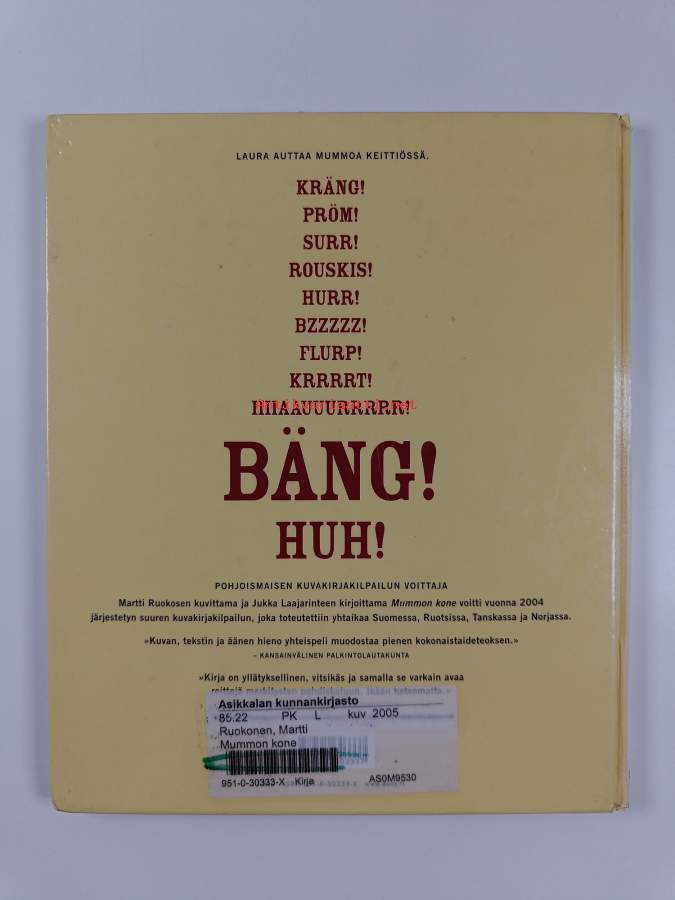 LAURA AUTTAA MUMMOA KEITTIÖSSÄ.
KRÄNG!
PRÖM!
SURR!
ROUSKIS!
HURR!
BZZZZZ!
FLURP!
KRRRRT!
BÄNG!
HUH!
POHJOISMAISEN KUVAKIRJAKILPAILUN VOITTAJA
Martti Ruokosen kuvittama ja Jukka Laajarinteen kirjoittama Mummon kone voitti vuonna 2004
järjestetyn suuren kuvakirjakilpailun, joka toteutettiin yhtaikaa Suomessa, Ruotsissa, Tanskassa ja Norjassa.
»Kuvan, tekstin ja äänen hieno yhteispeli muodostaa pienen kokonaistaideteoksen.»
– KANSAINVÄLINEN PALKINTOLAUTAKUNTA
»Kirja on yllätyksellinen, vitsikäs ja samalla se varkain avaa
Asikkalan kunnankirjasto
85.22 PK L kuv 2005
Ruokonen, Martti
Mummon kone
951-0-30333-X Kirja AS0M9530